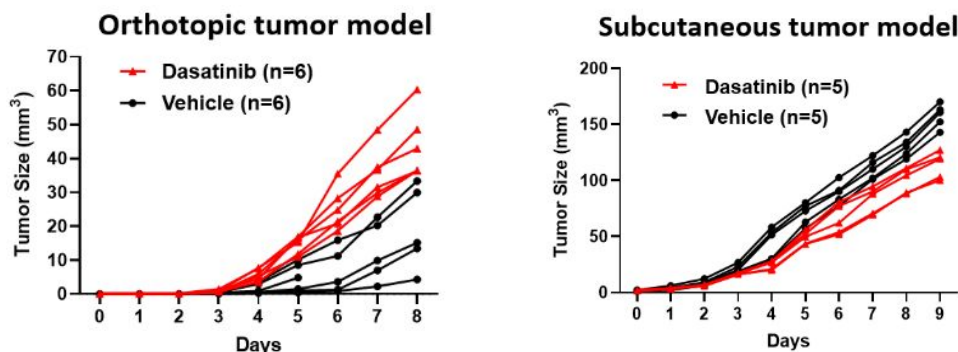 Orthotopic tumor model
Tumor Size (mm³)
70
60
50
40
30
20
10
0
Dasatinib (n=6)
Vehicle (n=6)
0 1 2 3 4 5 6 7 8
Days
Subcutaneous tumor model
Tumor Size (mm³)
200
150
100
50
0
Dasatinib (n=5)
Vehicle (n=5)
0 1 2 3 4 5 6 7 8 9
Days